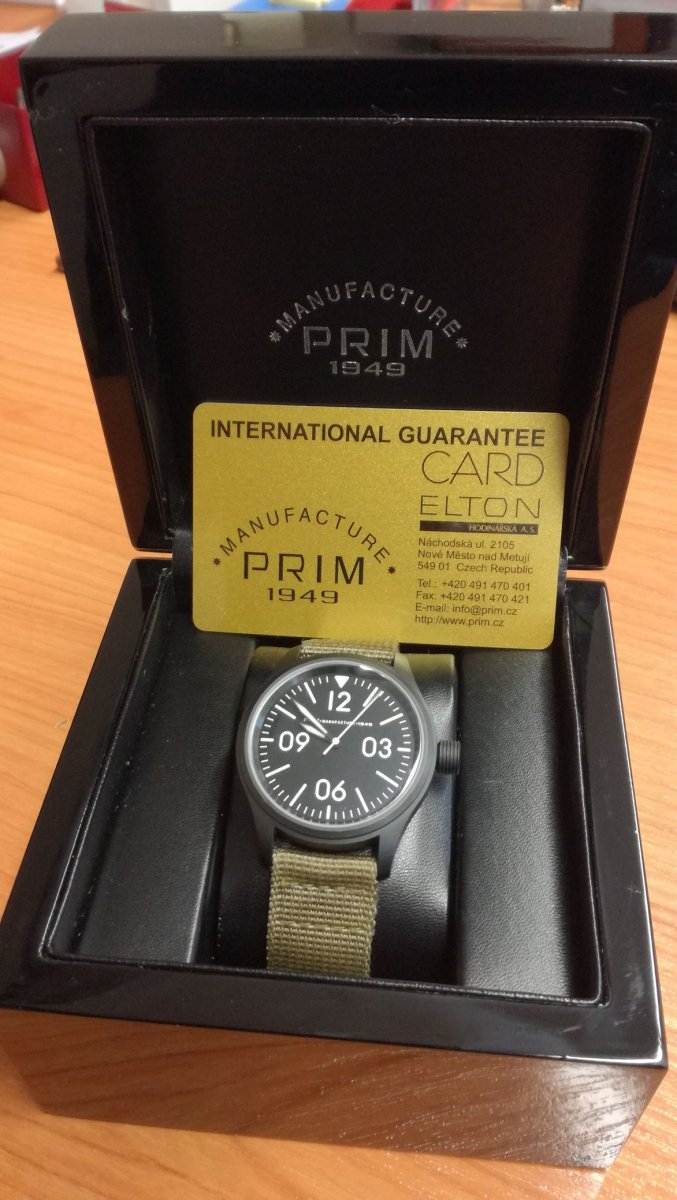 MANUFACTURE
PRIM
1949
INTERNATIONAL GUARANTEE
CARD
ELTON
HODINÁŘSKÁ A.S.
Náchodská ul. 2105
Nové Město nad Metují
549 01 Czech Republic
Tel.: +420 491 470 401
Fax: +420 491 470 421
E-mail: info@prim.cz
http://www.prim.cz
MANUFACTURE
PRIM
1949
12
MANUFACTURE 1949
09 03
06